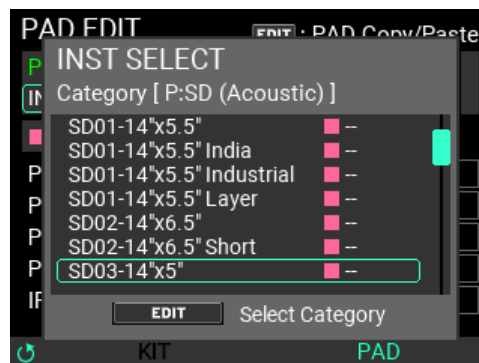 PAD EDIT EDIT : PAD Copy/Paste
INST SELECT
Category [ P:SD (Acoustic) ]
SD01-14"x5.5" --
SD01-14"x5.5" India --
SD01-14"x5.5" Industrial --
SD01-14"x5.5" Layer --
SD02-14"x6.5" --
SD02-14"x6.5" Short --
SD03-14"x5" --
EDIT Select Category
KIT PAD